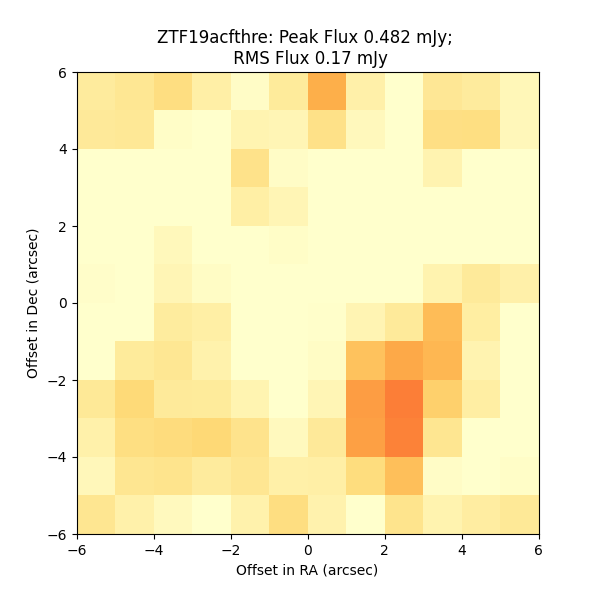 ZTF19acfthre: Peak Flux 0.482 mJy;
RMS Flux 0.17 mJy
6
4
2
0
−2
−4
−6
Offset in Dec (arcsec)
−6 −4 −2 0 2 4 6
Offset in RA (arcsec)